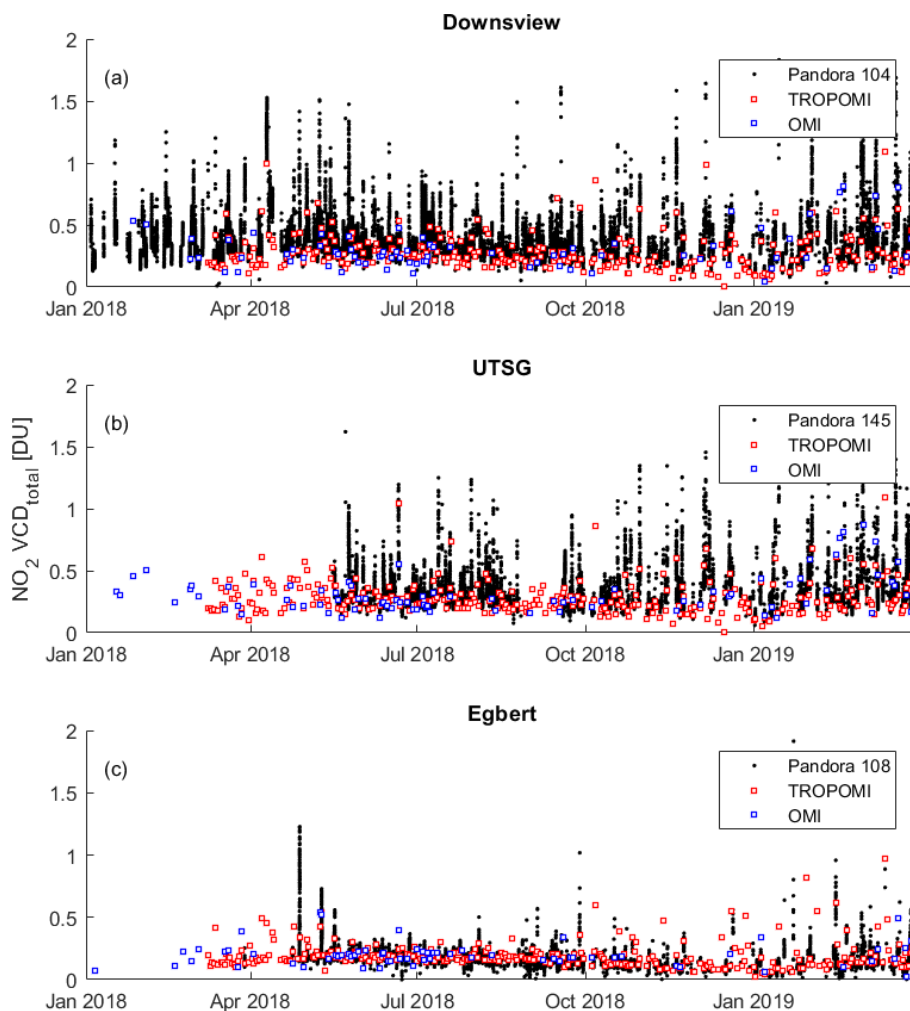 Downsview
(a)
Pandora 104
TROPOMI
OMI
2
1.5
1
0.5
0
Jan 2018 Apr 2018 Jul 2018 Oct 2018 Jan 2019
UTSG
(b)
Pandora 145
TROPOMI
OMI
NO2 VCDtotal [DU]
2
1.5
1
0.5
0
Jan 2018 Apr 2018 Jul 2018 Oct 2018 Jan 2019
Egbert
(c)
Pandora 108
TROPOMI
OMI
2
1.5
1
0.5
0
Jan 2018 Apr 2018 Jul 2018 Oct 2018 Jan 2019